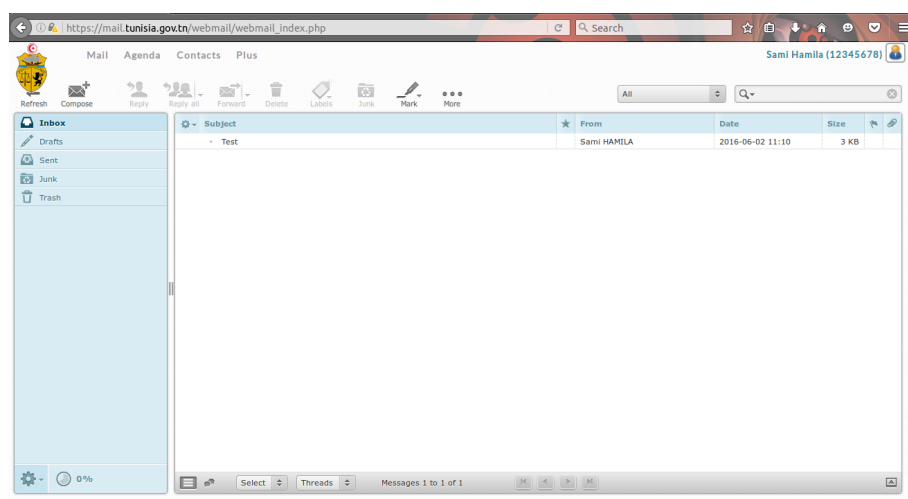 https://mail.tunisia.gov.tn/webmail/webmail_index.php
Search
Mail Agenda Contacts Plus
Sami Hamila (12345678)
Refresh Compose Reply Reply all Forward Delete Labels Junk Mark More
All
Inbox
Drafts
Sent
Junk
Trash
Subject From Date Size
Test Sami HAMILA 2016-06-02 11:10 3 KB
0%
Select Threads Messages 1 to 1 of 1